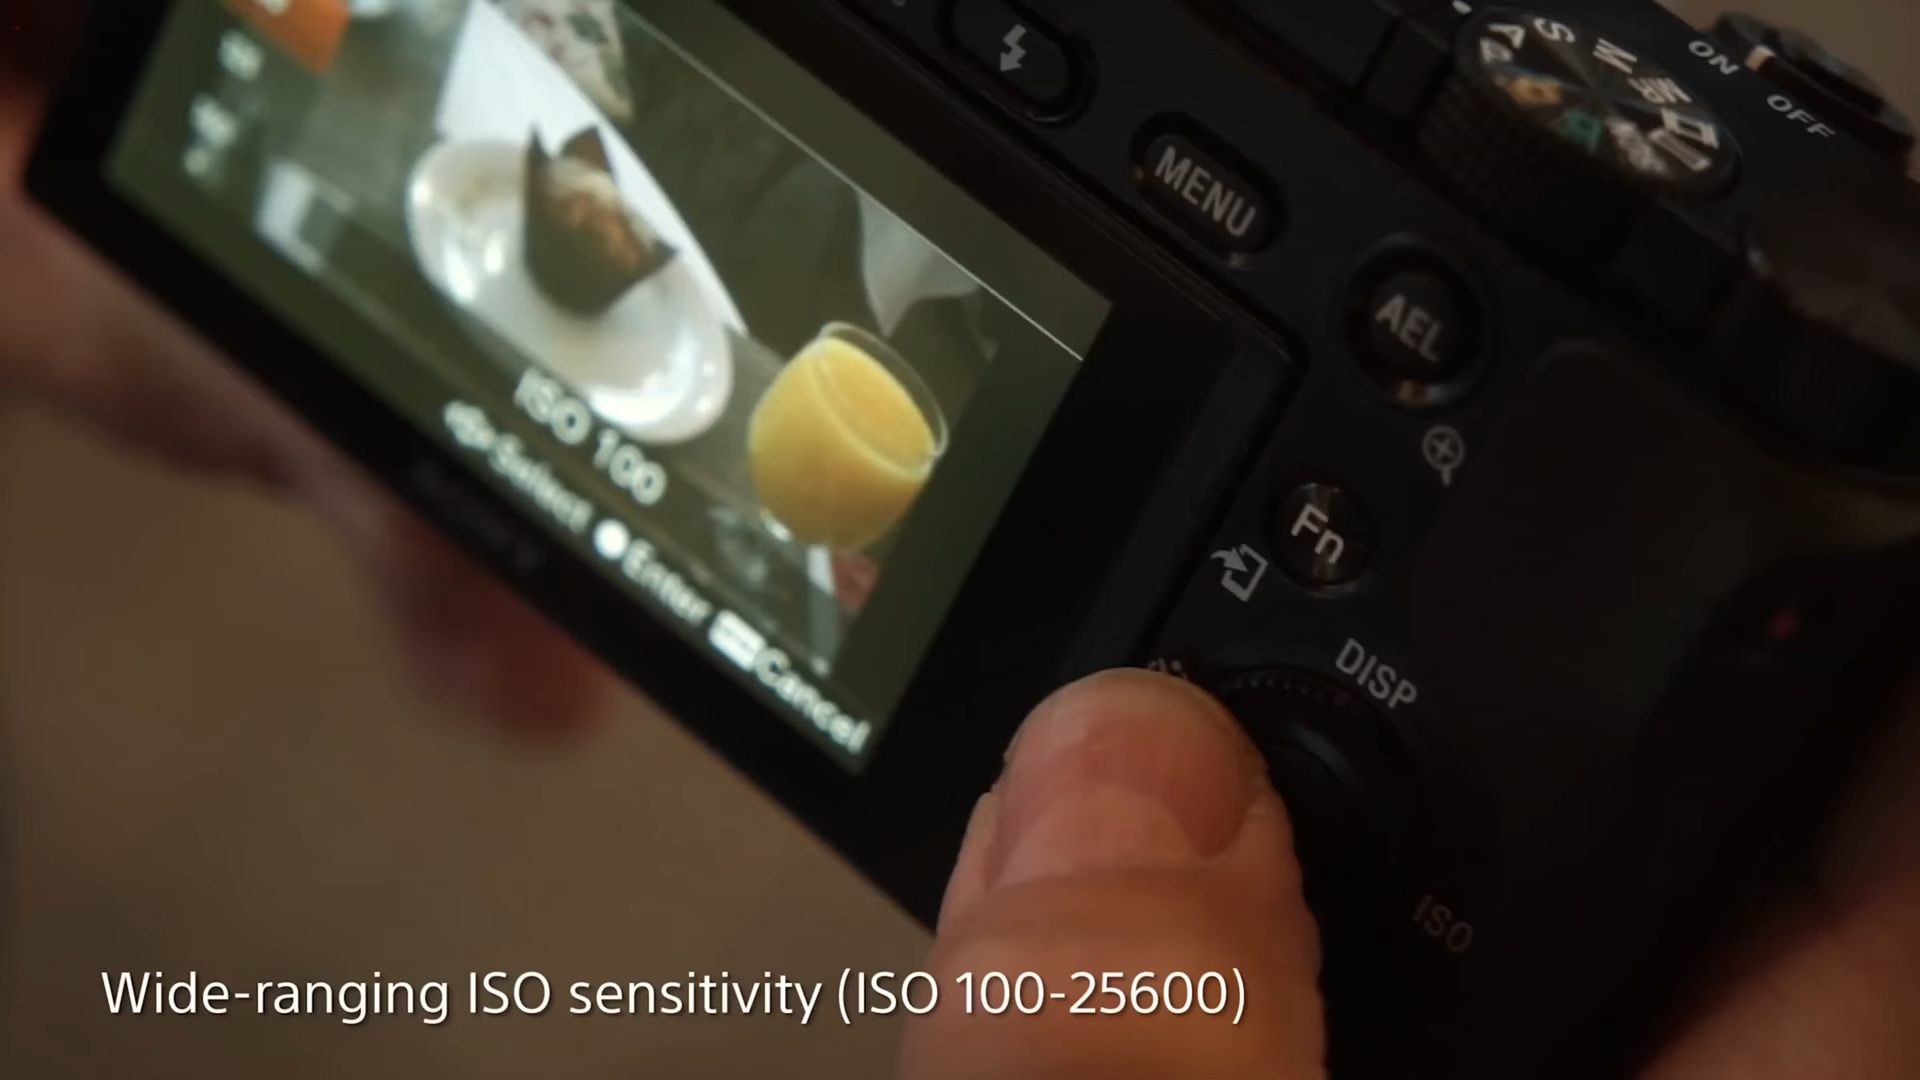 ISO 100
Select Enter Cancel
MENU
AEL
Fn
DISP
ISO
ON
OFF
A
S
M
MR
Wide-ranging ISO sensitivity (ISO 100-25600)